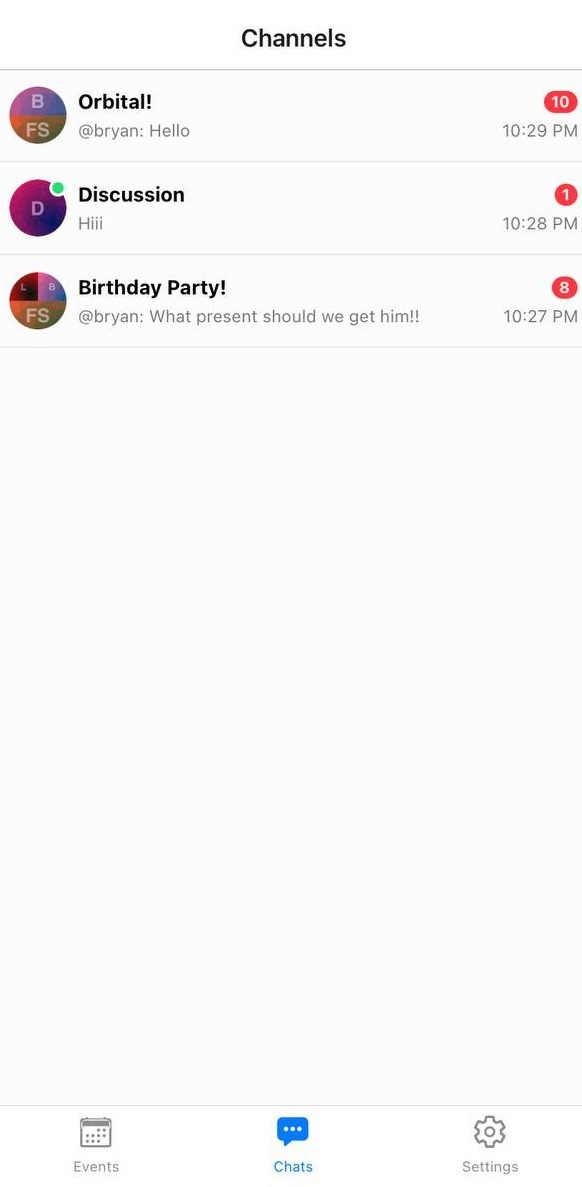 Channels
B
FS
Orbital!
10
@bryan: Hello
10:29 PM
D
Discussion
1
Hiii
10:28 PM
L B
FS
Birthday Party!
8
@bryan: What present should we get him!!
10:27 PM
Events
Chats
Settings